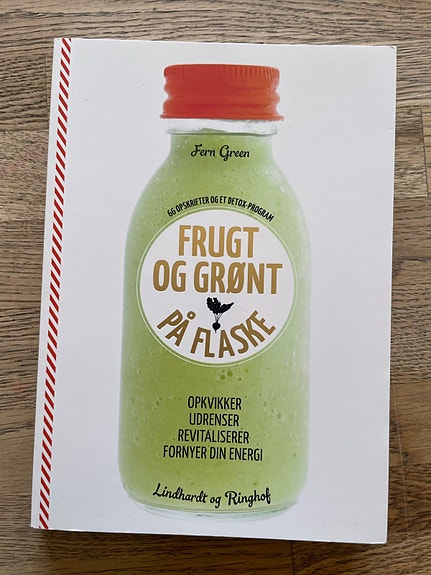 Fern Green
66 OPSKRIFTER OG ET DETOX-PROGRAM
FRUGT
OG GRØNT
PÅ FLASKE
OPKVIKKER
UDRENSER
REVITALISERER
FORNYER DIN ENERGI
Lindhardt og Ringhof